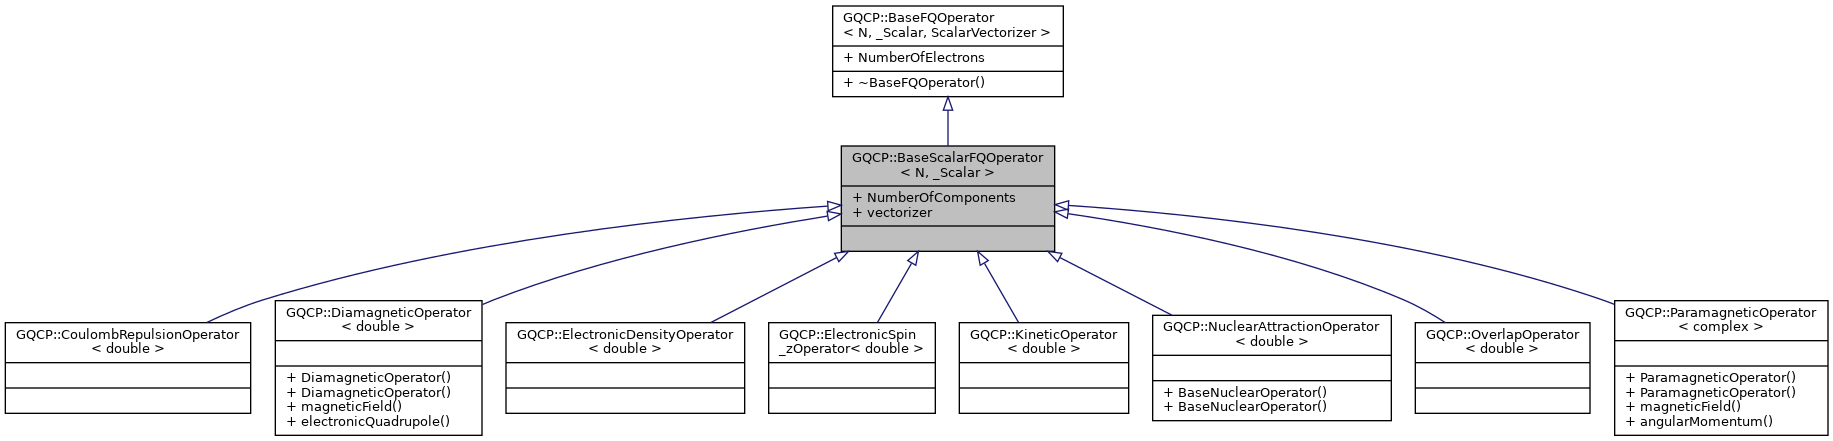 GQCP::BaseFQOperator
< N, _Scalar, ScalarVectorizer >
+ NumberOfElectrons
+ ~BaseFQOperator()
GQCP::BaseScalarFQOperator
< N, _Scalar >
+ NumberOfComponents
+ vectorizer
GQCP::CoulombRepulsionOperator
< double >
GQCP::DiamagneticOperator
< double >
+ DiamagneticOperator()
+ DiamagneticOperator()
+ magneticField()
+ electronicQuadrupole()
GQCP::ElectronicDensityOperator
< double >
GQCP::ElectronicSpin
_zOperator< double >
GQCP::KineticOperator
< double >
GQCP::NuclearAttractionOperator
< double >
+ BaseNuclearOperator()
+ BaseNuclearOperator()
GQCP::OverlapOperator
< double >
GQCP::ParamagneticOperator
< complex >
+ ParamagneticOperator()
+ ParamagneticOperator()
+ magneticField()
+ angularMomentum()